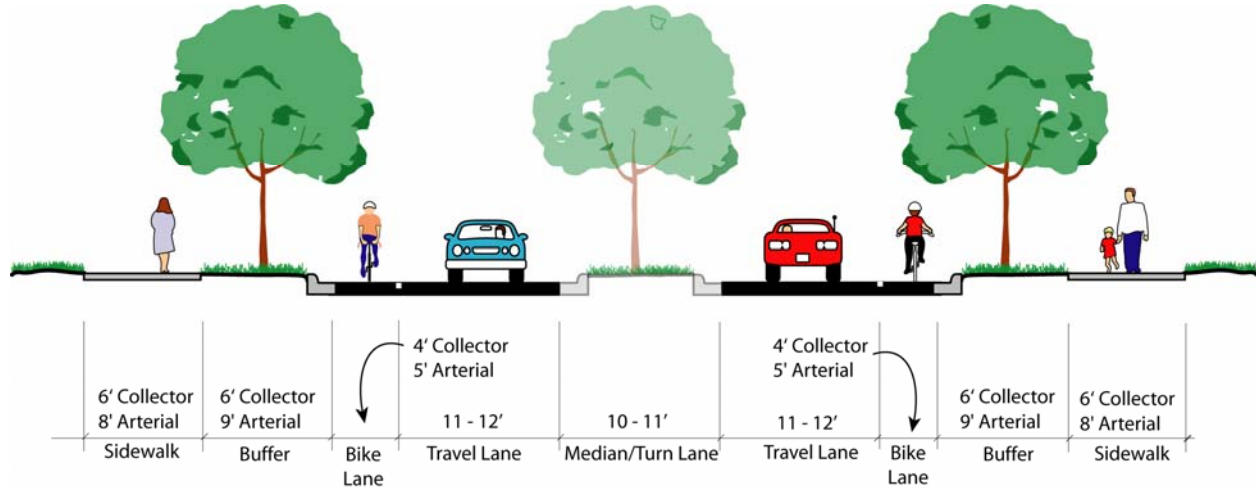 4' Collector
5' Arterial
4' Collector
5' Arterial
6' Collector
8' Arterial
6' Collector
9' Arterial
11 - 12'
10 - 11'
11 - 12'
6' Collector
9' Arterial
6' Collector
8' Arterial
Sidewalk
Buffer
Bike
Lane
Travel Lane
Median/Turn Lane
Travel Lane
Bike
Lane
Buffer
Sidewalk